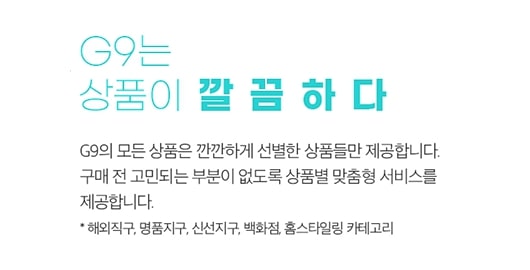 G9는
상품이 깔끔하다
G9의 모든 상품은 깐깐하게 선별한 상품들만 제공합니다.
구매 전 고민되는 부분이 없도록 상품별 맞춤형 서비스를
제공합니다.
* 해외직구, 명품지구, 신선지구, 백화점, 홈스타일링 카테고리